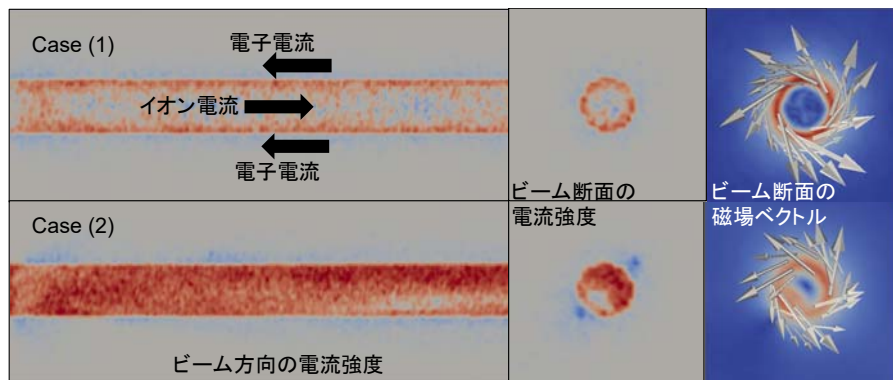 Case (1)
電子電流
イオン電流
電子電流
ビーム断面の
電流強度
ビーム断面の
磁場ベクトル
Case (2)
ビーム方向の電流強度